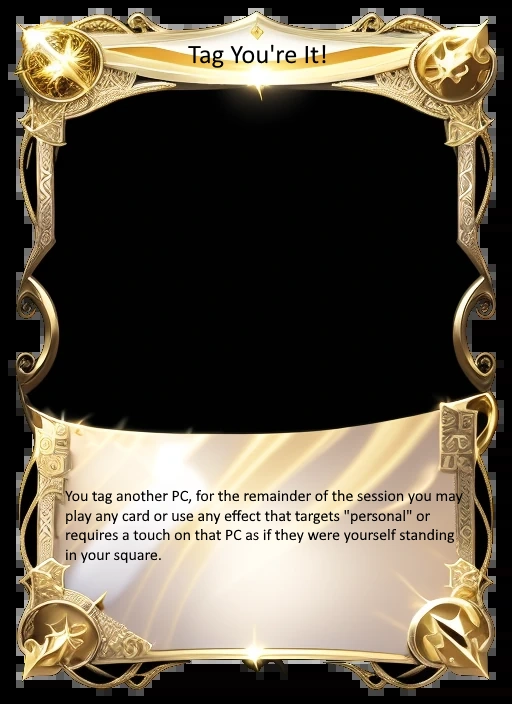 Tag You're It!
You tag another PC, for the remainder of the session you may
play any card or use any effect that targets "personal" or
requires a touch on that PC as if they were yourself standing
in your square.